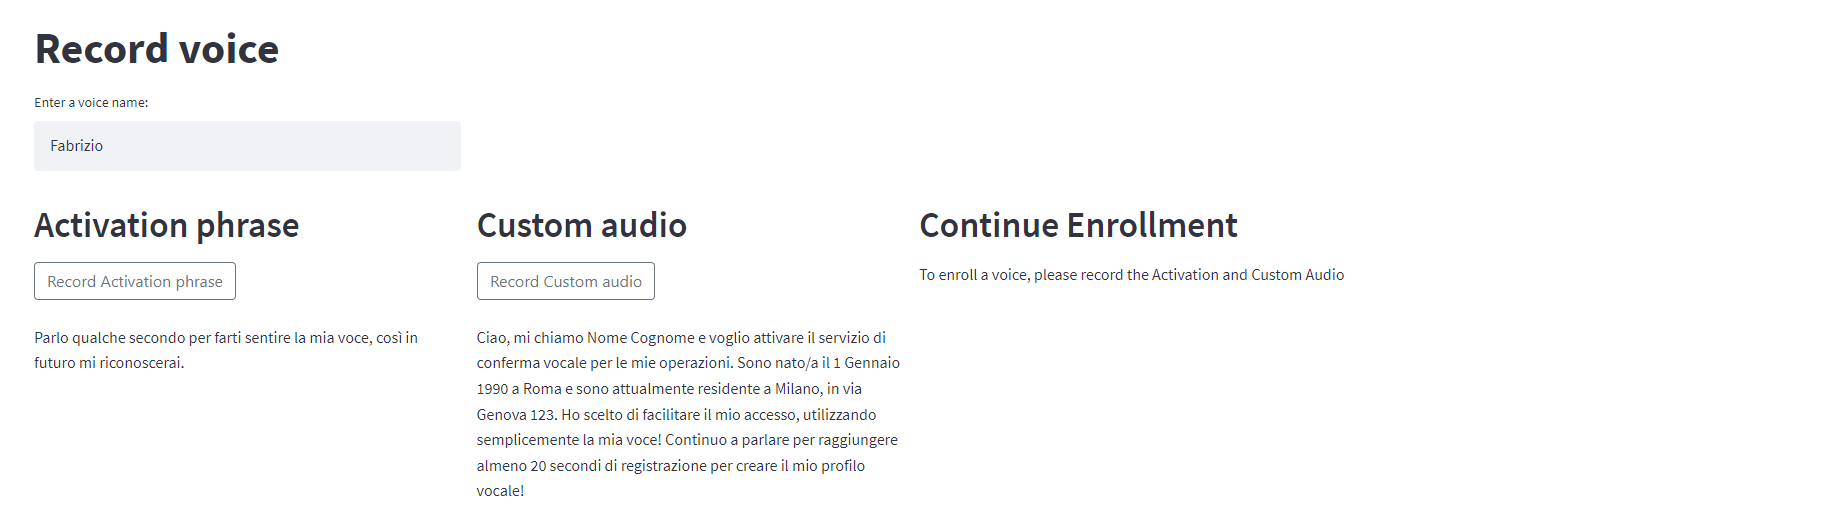 Record voice
Enter a voice name:
Fabrizio
Activation phrase
Record Activation phrase
Parlo qualche secondo per farti sentire la mia voce, così in
futuro mi riconoscerai.
Custom audio
Record Custom audio
Ciao, mi chiamo Nome Cognome e voglio attivare il servizio di
conferma vocale per le mie operazioni. Sono nato/a il 1 Gennaio
1990 a Roma e sono attualmente residente a Milano, in via
Genova 123. Ho scelto di facilitare il mio accesso, utilizzando
semplicemente la mia voce! Continuo a parlare per raggiungere
almeno 20 secondi di registrazione per creare il mio profilo
vocale!
Continue Enrollment
To enroll a voice, please record the Activation and Custom Audio